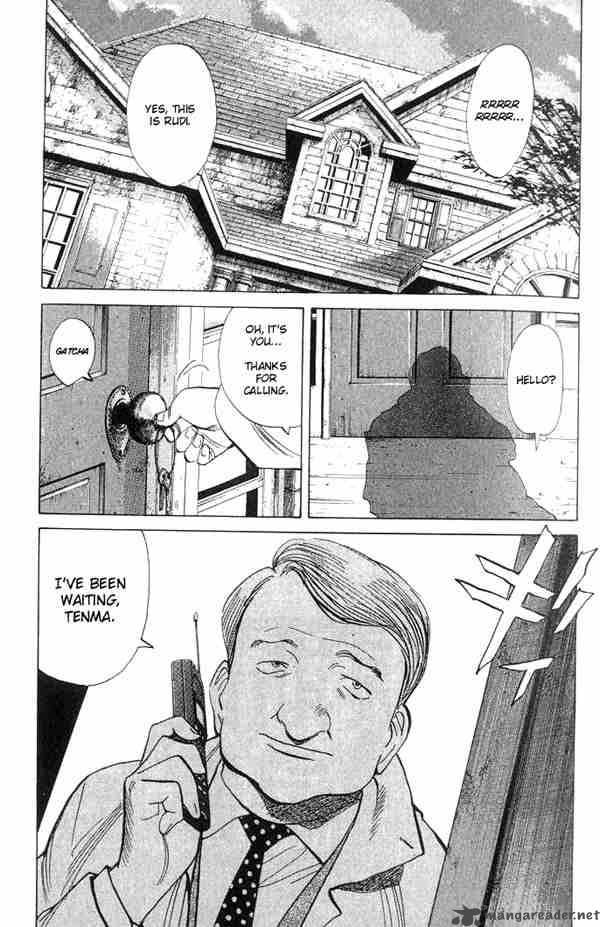 RRRRR
RRRRR...
YES, THIS
IS RUDI.
HELLO?
OH, IT'S
YOU...
THANKS
FOR
CALLING.
GATCHA
I'VE BEEN
WAITING,
TENMA.
ギィ
mangareader.net